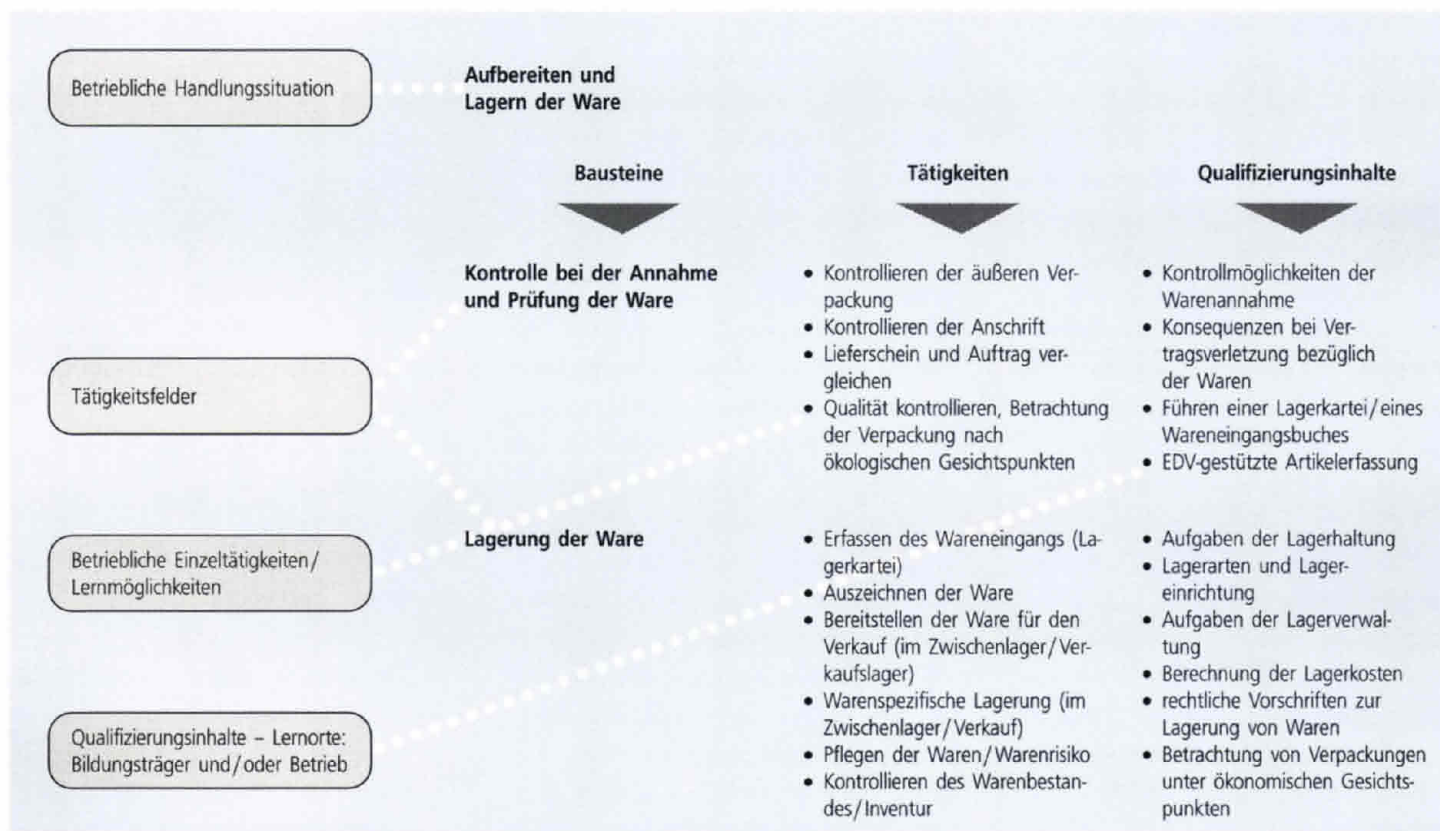 Betriebliche Handlungssituation
Aufbereiten und
Lagern der Ware
Bausteine
Tätigkeiten
Qualifizierungsinhalte
Tätigkeitsfelder
Kontrolle bei der Annahme
und Prüfung der Ware
• Kontrollieren der äußeren Ver-
packung
• Kontrollieren der Anschrift
• Lieferschein und Auftrag ver-
gleichen
• Qualität kontrollieren, Betrachtung
der Verpackung nach
ökologischen Gesichtspunkten
• Kontrollmöglichkeiten der
Warenannahme
• Konsequenzen bei Ver-
tragsverletzung bezüglich
der Waren
• Führen einer Lagerkartei/eines
Wareneingangsbuches
• EDV-gestützte Artikelerfassung
Betriebliche Einzeltätigkeiten/
Lernmöglichkeiten
Lagerung der Ware
• Erfassen des Wareneingangs (La-
gerkartei)
• Auszeichnen der Ware
• Bereitstellen der Ware für den
Verkauf (im Zwischenlager/Ver-
kaufslager)
• Warenspezifische Lagerung (im
Zwischenlager/Verkauf)
• Pflegen der Waren/Warenrisiko
• Kontrollieren des Warenbestan-
des/Inventur
• Aufgaben der Lagerhaltung
• Lagerarten und Lager-
einrichtung
• Aufgaben der Lagerverwal-
tung
• Berechnung der Lagerkosten
• rechtliche Vorschriften zur
Lagerung von Waren
• Betrachtung von Verpackungen
unter ökonomischen Gesichts-
punkten
Qualifizierungsinhalte – Lernorte:
Bildungsträger und/oder Betrieb